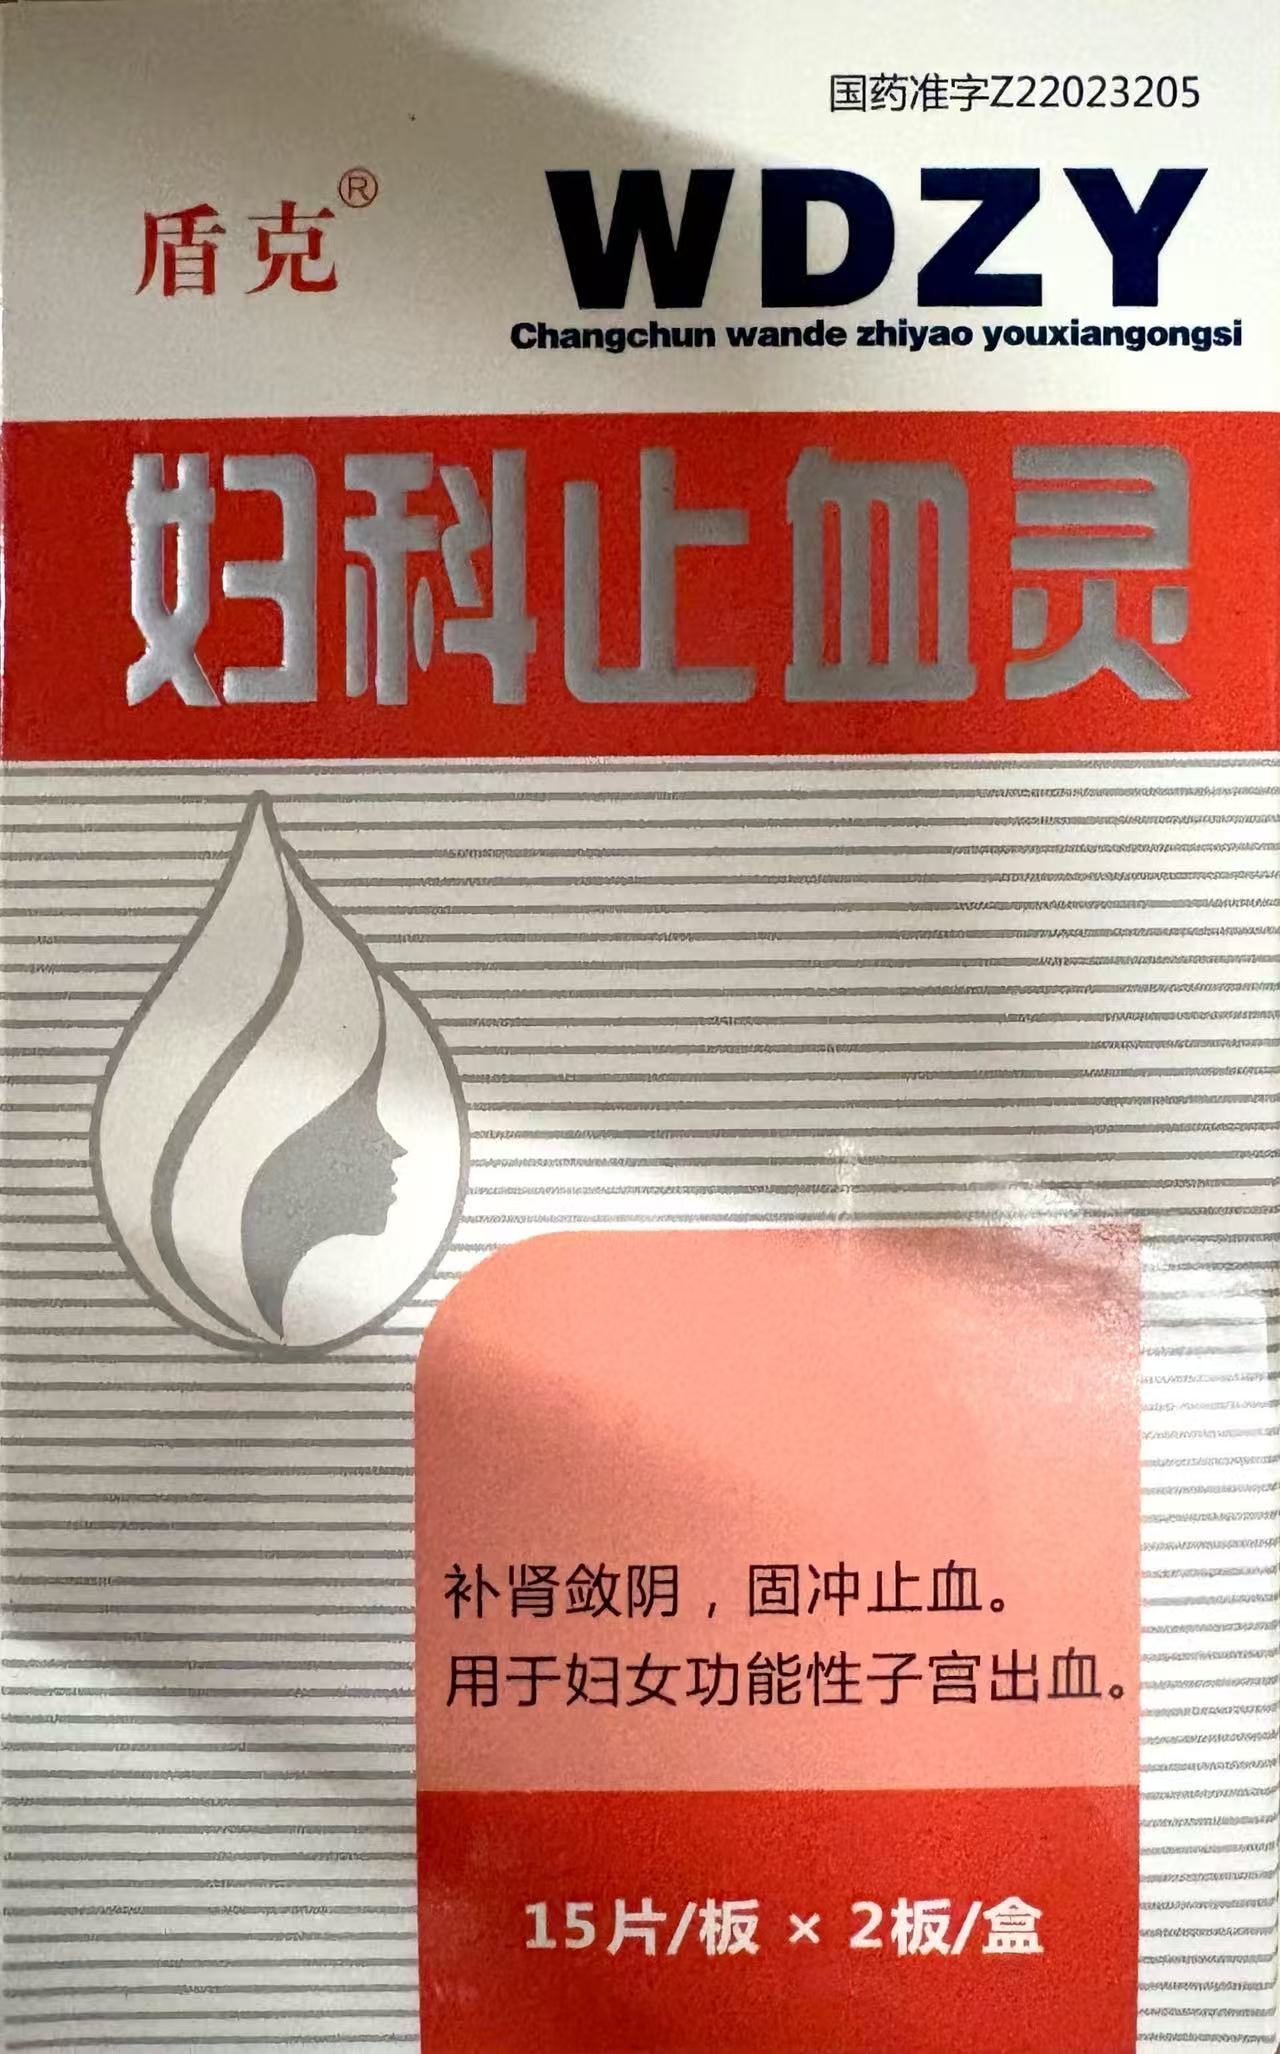 国药准字Z22023205
盾克®
WDZY
Changchun wande zhiyao youxiangongsi
妇科止血灵
补肾敛阴，固冲止血。
用于妇女功能性子宫出血。
15片/板 × 2板/盒